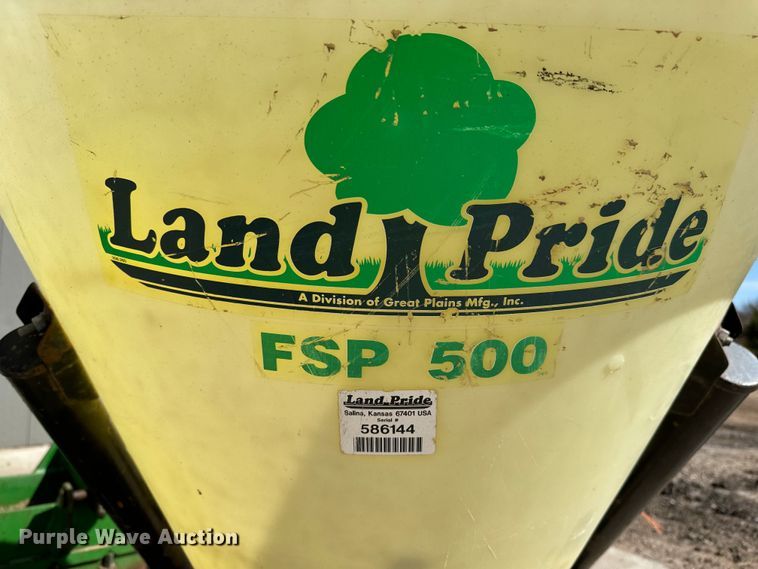 Land Pride
A Division of Great Plains Mfg., Inc.
FSP 500
Land Pride
Salina, Kansas 67401 USA
Serial #
586144
Purple Wave Auction